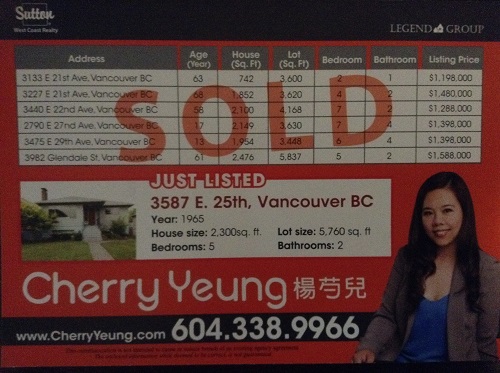 Sutton
West Coast Realty
LEGEND GROUP
Address Age (Year) House (Sq. Ft) Lot (Sq. Ft) Bedroom Bathroom Listing Price
3133 E 21st Ave, Vancouver BC 63 742 3,600 2 1 $1,198,000
3227 E 21st Ave, Vancouver BC 68 1,852 3,620 4 2 $1,480,000
3440 E 22nd Ave, Vancouver BC 58 2,100 4,168 7 2 $1,288,000
2790 E 27nd Ave, Vancouver BC 17 2,149 3,630 7 4 $1,398,000
3475 E 29th Ave, Vancouver BC 13 1,954 3,448 6 4 $1,398,000
3982 Glendale St, Vancouver BC 61 2,476 5,837 5 2 $1,588,000
SOLD
JUST LISTED
3587 E. 25th, Vancouver BC
Year: 1965
House size: 2,300sq. ft. Lot size: 5,760 sq. ft
Bedrooms: 5 Bathrooms: 2
Cherry Yeung 楊芍兒
www.CherryYeung.com 604.338.9966